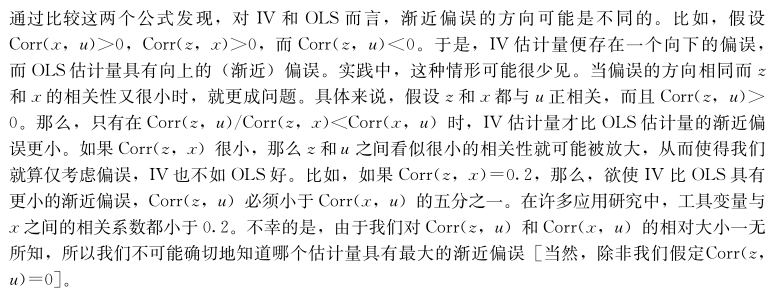 通过比较这两个公式发现，对 IV 和 OLS 而言，渐近偏误的方向可能是不同的。比如，假设
Corr(x，u)>0，Corr(z，x)>0，而 Corr(z，u)<0。于是，IV 估计量便存在一个向下的偏误，
而 OLS 估计量具有向上的（渐近）偏误。实践中，这种情形可能很少见。当偏误的方向相同而 z
和 x 的相关性又很小时，就更成问题。具体来说，假设 z 和 x 都与 u 正相关，而且 Corr(z，u)>
0。那么，只有在 Corr(z，u)/Corr(z，x)<Corr(x，u) 时，IV 估计量才比 OLS 估计量的渐近偏
误更小。如果 Corr(z，x) 很小，那么 z 和 u 之间看似很小的相关性就可能被放大，从而使得我们
就算仅考虑偏误，IV 也不如 OLS 好。比如，如果 Corr(z，x)=0.2，那么，欲使 IV 比 OLS 具有
更小的渐近偏误，Corr(z，u) 必须小于 Corr(x，u) 的五分之一。在许多应用研究中，工具变量与
x 之间的相关系数都小于 0.2。不幸的是，由于我们对 Corr(z，u) 和 Corr(x，u) 的相对大小一无
所知，所以我们不可能确切地知道哪个估计量具有最大的渐近偏误［当然，除非我们假定Corr(z，
u)=0］。